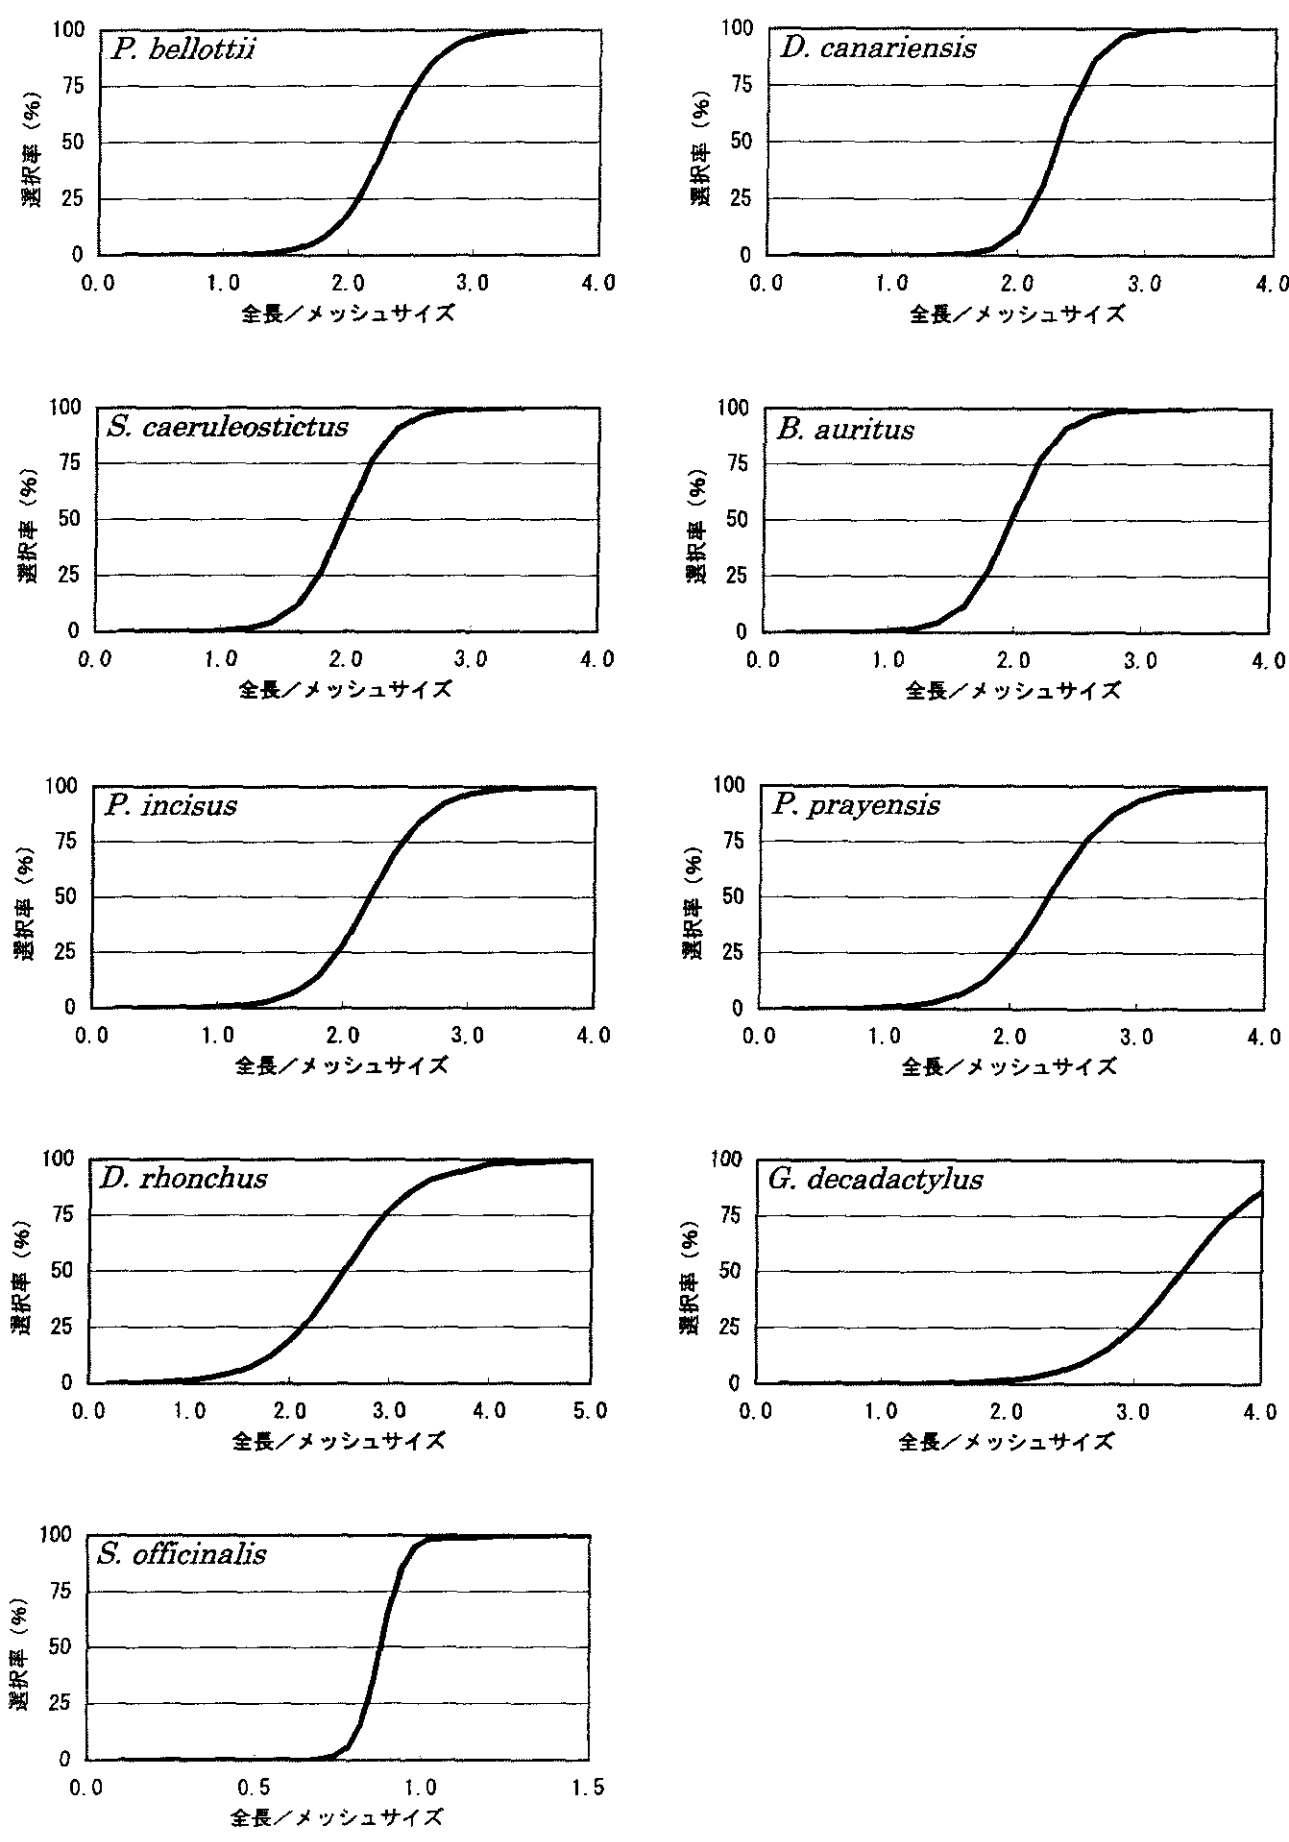 P. bellottii
選択率 (%)
100
75
50
25
0
0.0 1.0 2.0 3.0 4.0
全長/メッシュサイズ
D. canariensis
選択率 (%)
100
75
50
25
0
0.0 1.0 2.0 3.0 4.0
全長/メッシュサイズ
S. caeruleostictus
選択率 (%)
100
75
50
25
0
0.0 1.0 2.0 3.0 4.0
全長/メッシュサイズ
B. auritus
選択率 (%)
100
75
50
25
0
0.0 1.0 2.0 3.0 4.0
全長/メッシュサイズ
P. incisus
選択率 (%)
100
75
50
25
0
0.0 1.0 2.0 3.0 4.0
全長/メッシュサイズ
P. prayensis
選択率 (%)
100
75
50
25
0
0.0 1.0 2.0 3.0 4.0
全長/メッシュサイズ
D. rhonchus
選択率 (%)
100
75
50
25
0
0.0 1.0 2.0 3.0 4.0 5.0
全長/メッシュサイズ
G. decadactylus
選択率 (%)
100
75
50
25
0
0.0 1.0 2.0 3.0 4.0
全長/メッシュサイズ
S. officinalis
選択率 (%)
100
75
50
25
0
0.0 0.5 1.0 1.5
全長/メッシュサイズ